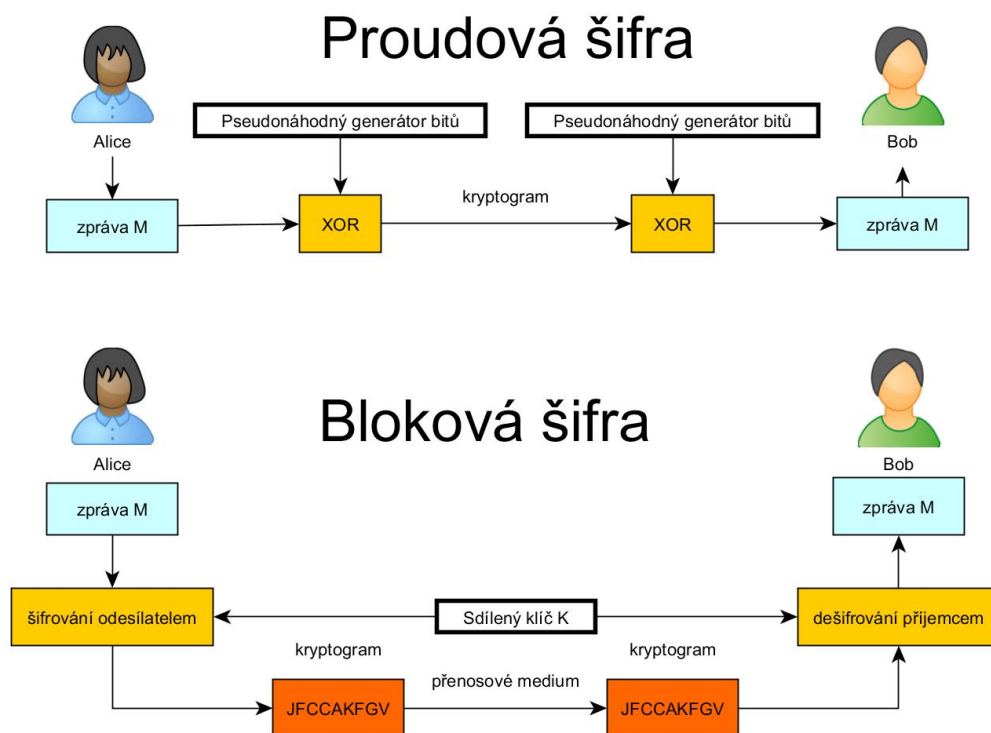 Proudová šifra
Alice
Pseudonáhodný generátor bitů
Pseudonáhodný generátor bitů
Bob
zpráva M
XOR
kryptogram
XOR
zpráva M
Bloková šifra
Alice
Bob
zpráva M
zpráva M
šifrování odesílatelem
Sdílený klíč K
dešifrování příjemcem
kryptogram
kryptogram
JFCCAKFGV
přenosové medium
JFCCAKFGV